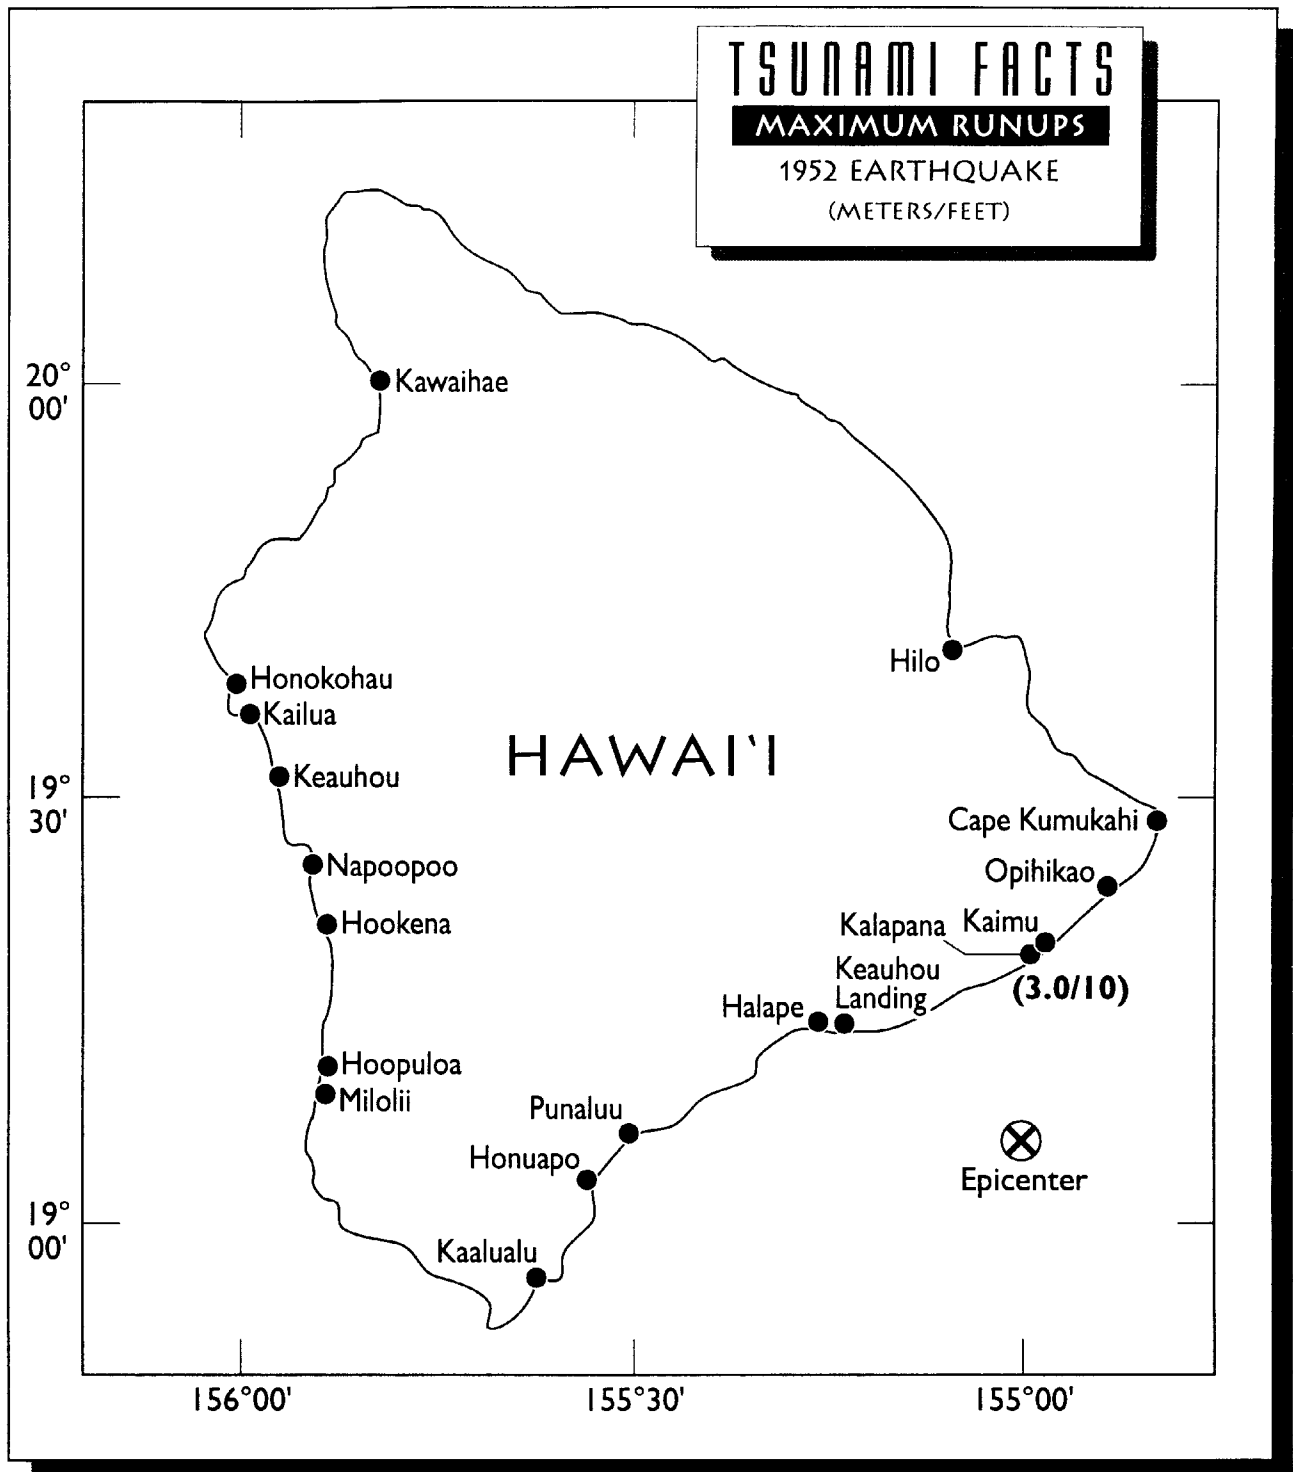 TSUNAMI FACTS
MAXIMUM RUNUPS
1952 EARTHQUAKE
(METERS/FEET)
20°
00'
Kawaihae
Hilo
Honokohau
Kailua
HAWAI‵I
Keauhou
19°
30'
Cape Kumukahi
Napoopoo
Opihikao
Hookena
Kalapana
Kaimu
Keauhou
Landing
(3.0/10)
Halape
Hoopuloa
Milolii
Punaluu
Honuapo
Epicenter
19°
00'
Kaalualu
156°00'
155°30'
155°00'